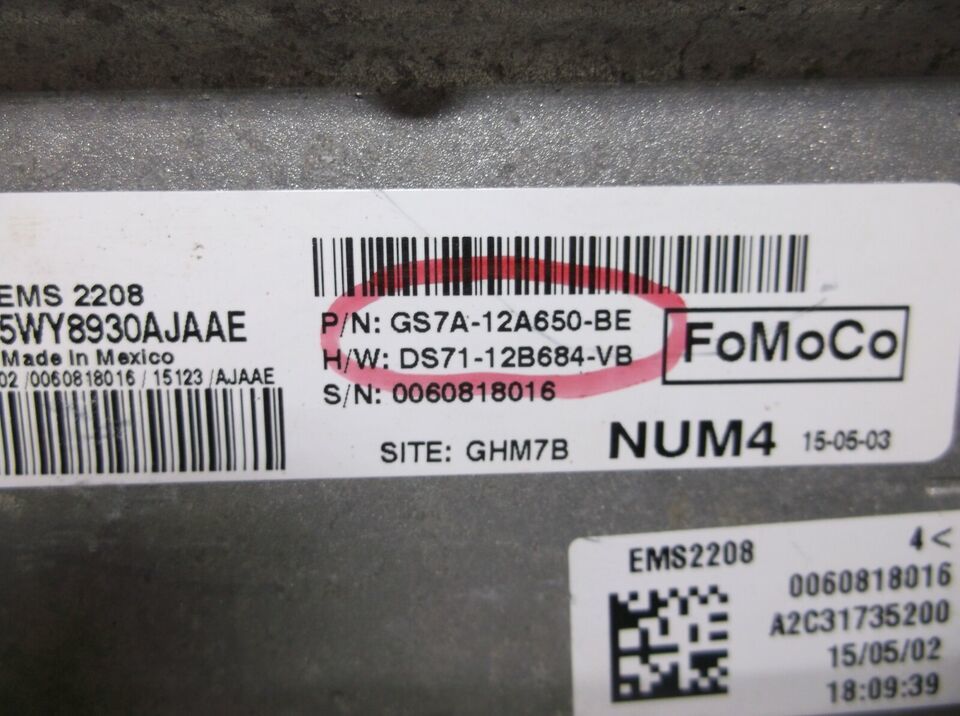 EMS 2208
5WY8930AJAAE
Made in Mexico
02 /0060818016 / 15123 /AJAAE
P/N: GS7A-12A650-BE
H/W: DS71-12B684-VB
S/N: 0060818016
FoMoCo
SITE: GHM7B NUM4 15-05-03
EMS2208 4<
0060818016
A2C31735200
15/05/02
18:09:39